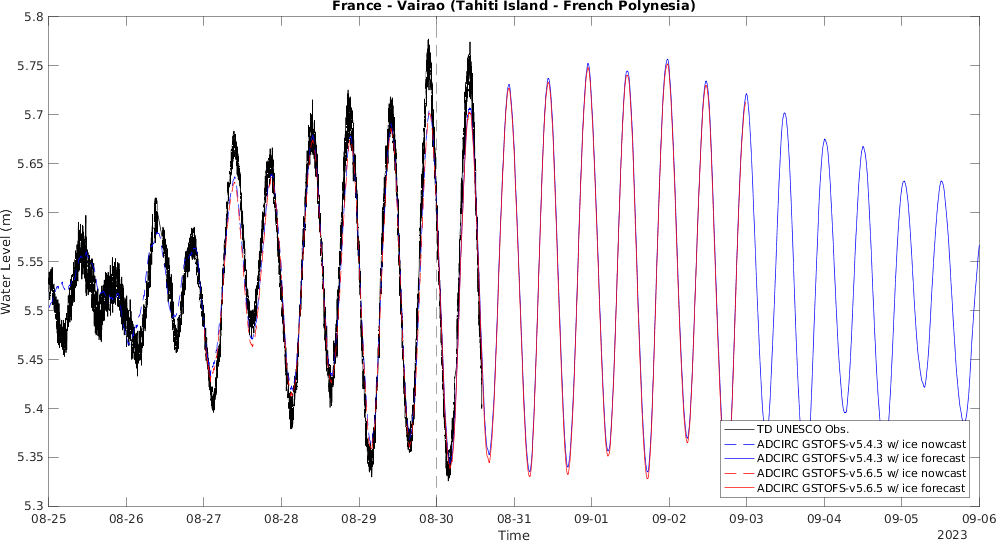 France - Vairao (Tahiti Island - French Polynesia)
5.8
5.75
5.7
5.65
5.6
5.55
5.5
5.45
5.4
5.35
5.3
Water Level (m)
TD UNESCO Obs.
ADCIRC GSTOFS-v5.4.3 w/ ice nowcast
ADCIRC GSTOFS-v5.4.3 w/ ice forecast
ADCIRC GSTOFS-v5.6.5 w/ ice nowcast
ADCIRC GSTOFS-v5.6.5 w/ ice forecast
08-25 08-26 08-27 08-28 08-29 08-30 08-31 09-01 09-02 09-03 09-04 09-05 09-06
Time
2023